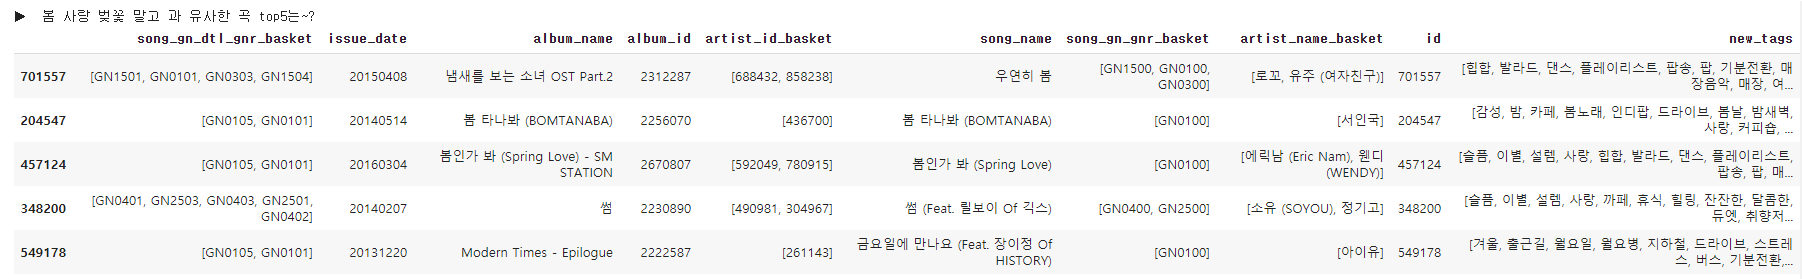 ▶ 봄 사랑 벚꽃 말고 과 유사한 곡 top5는~?
song_gn_dtl_gnr_basket issue_date album_name album_id artist_id_basket song_name song_gn_gnr_basket artist_name_basket id new_tags
701557 [GN1501, GN0101, GN0303, GN1504] 20150408 냄새를 보는 소녀 OST Part.2 2312287 [688432, 858238] 우연히 봄 [GN1500, GN0100, GN0300] [로꼬, 유주 (여자친구)] 701557 [힙합, 발라드, 댄스, 플레이리스트, 팝송, 팝, 기분전환, 매장음악, 매장, 여...
204547 [GN0105, GN0101] 20140514 봄 타나봐 (BOMTANABA) 2256070 [436700] 봄 타나봐 (BOMTANABA) [GN0100] [서인국] 204547 [감성, 밤, 카페, 봄노래, 인디팝, 드라이브, 봄날, 밤새벽, 사랑, 커피숍, ...
457124 [GN0105, GN0101] 20160304 봄인가 봐 (Spring Love) - SM STATION 2670807 [592049, 780915] 봄인가 봐 (Spring Love) [GN0100] [에릭남 (Eric Nam), 웬디 (WENDY)] 457124 [슬픔, 이별, 설렘, 사랑, 힙합, 발라드, 댄스, 플레이리스트, 팝송, 팝, 매...
348200 [GN0401, GN2503, GN0403, GN2501, GN0402] 20140207 썸 2230890 [490981, 304967] 썸 (Feat. 릴보이 Of 긱스) [GN0400, GN2500] [소유 (SOYOU), 정기고] 348200 [슬픔, 이별, 설렘, 사랑, 까페, 휴식, 힐링, 잔잔한, 달콤한, 듀엣, 취향저...
549178 [GN0105, GN0101] 20131220 Modern Times - Epilogue 2222587 [261143] 금요일에 만나요 (Feat. 장이정 Of HISTORY) [GN0100] [아이유] 549178 [겨울, 출근길, 월요일, 월요병, 지하철, 드라이브, 스트레스, 버스, 기분전환,...